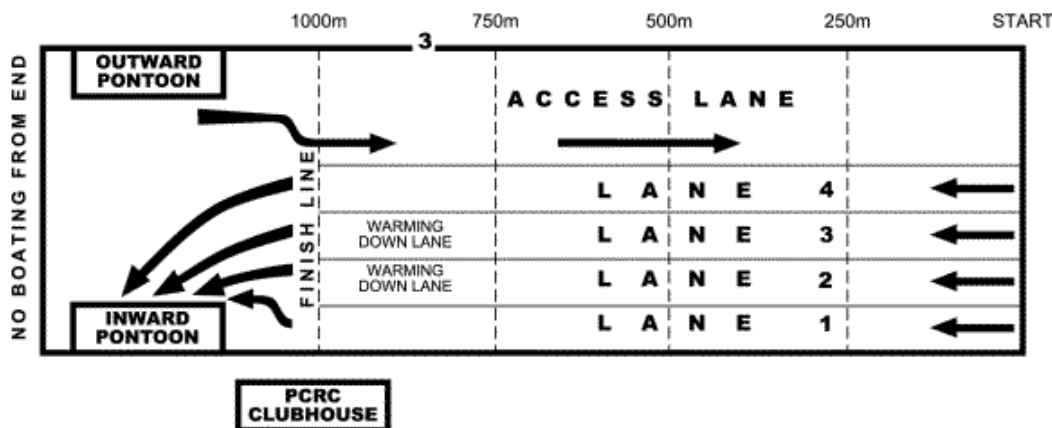 1000m 750m 500m 250m START
3
NO BOATING FROM END
OUTWARD
PONTOON
ACCESS LANE
FINISH LINE
LANE 4
WARMING
DOWN LANE
LANE 3
WARMING
DOWN LANE
LANE 2
LANE 1
INWARD
PONTOON
PCRC
CLUBHOUSE